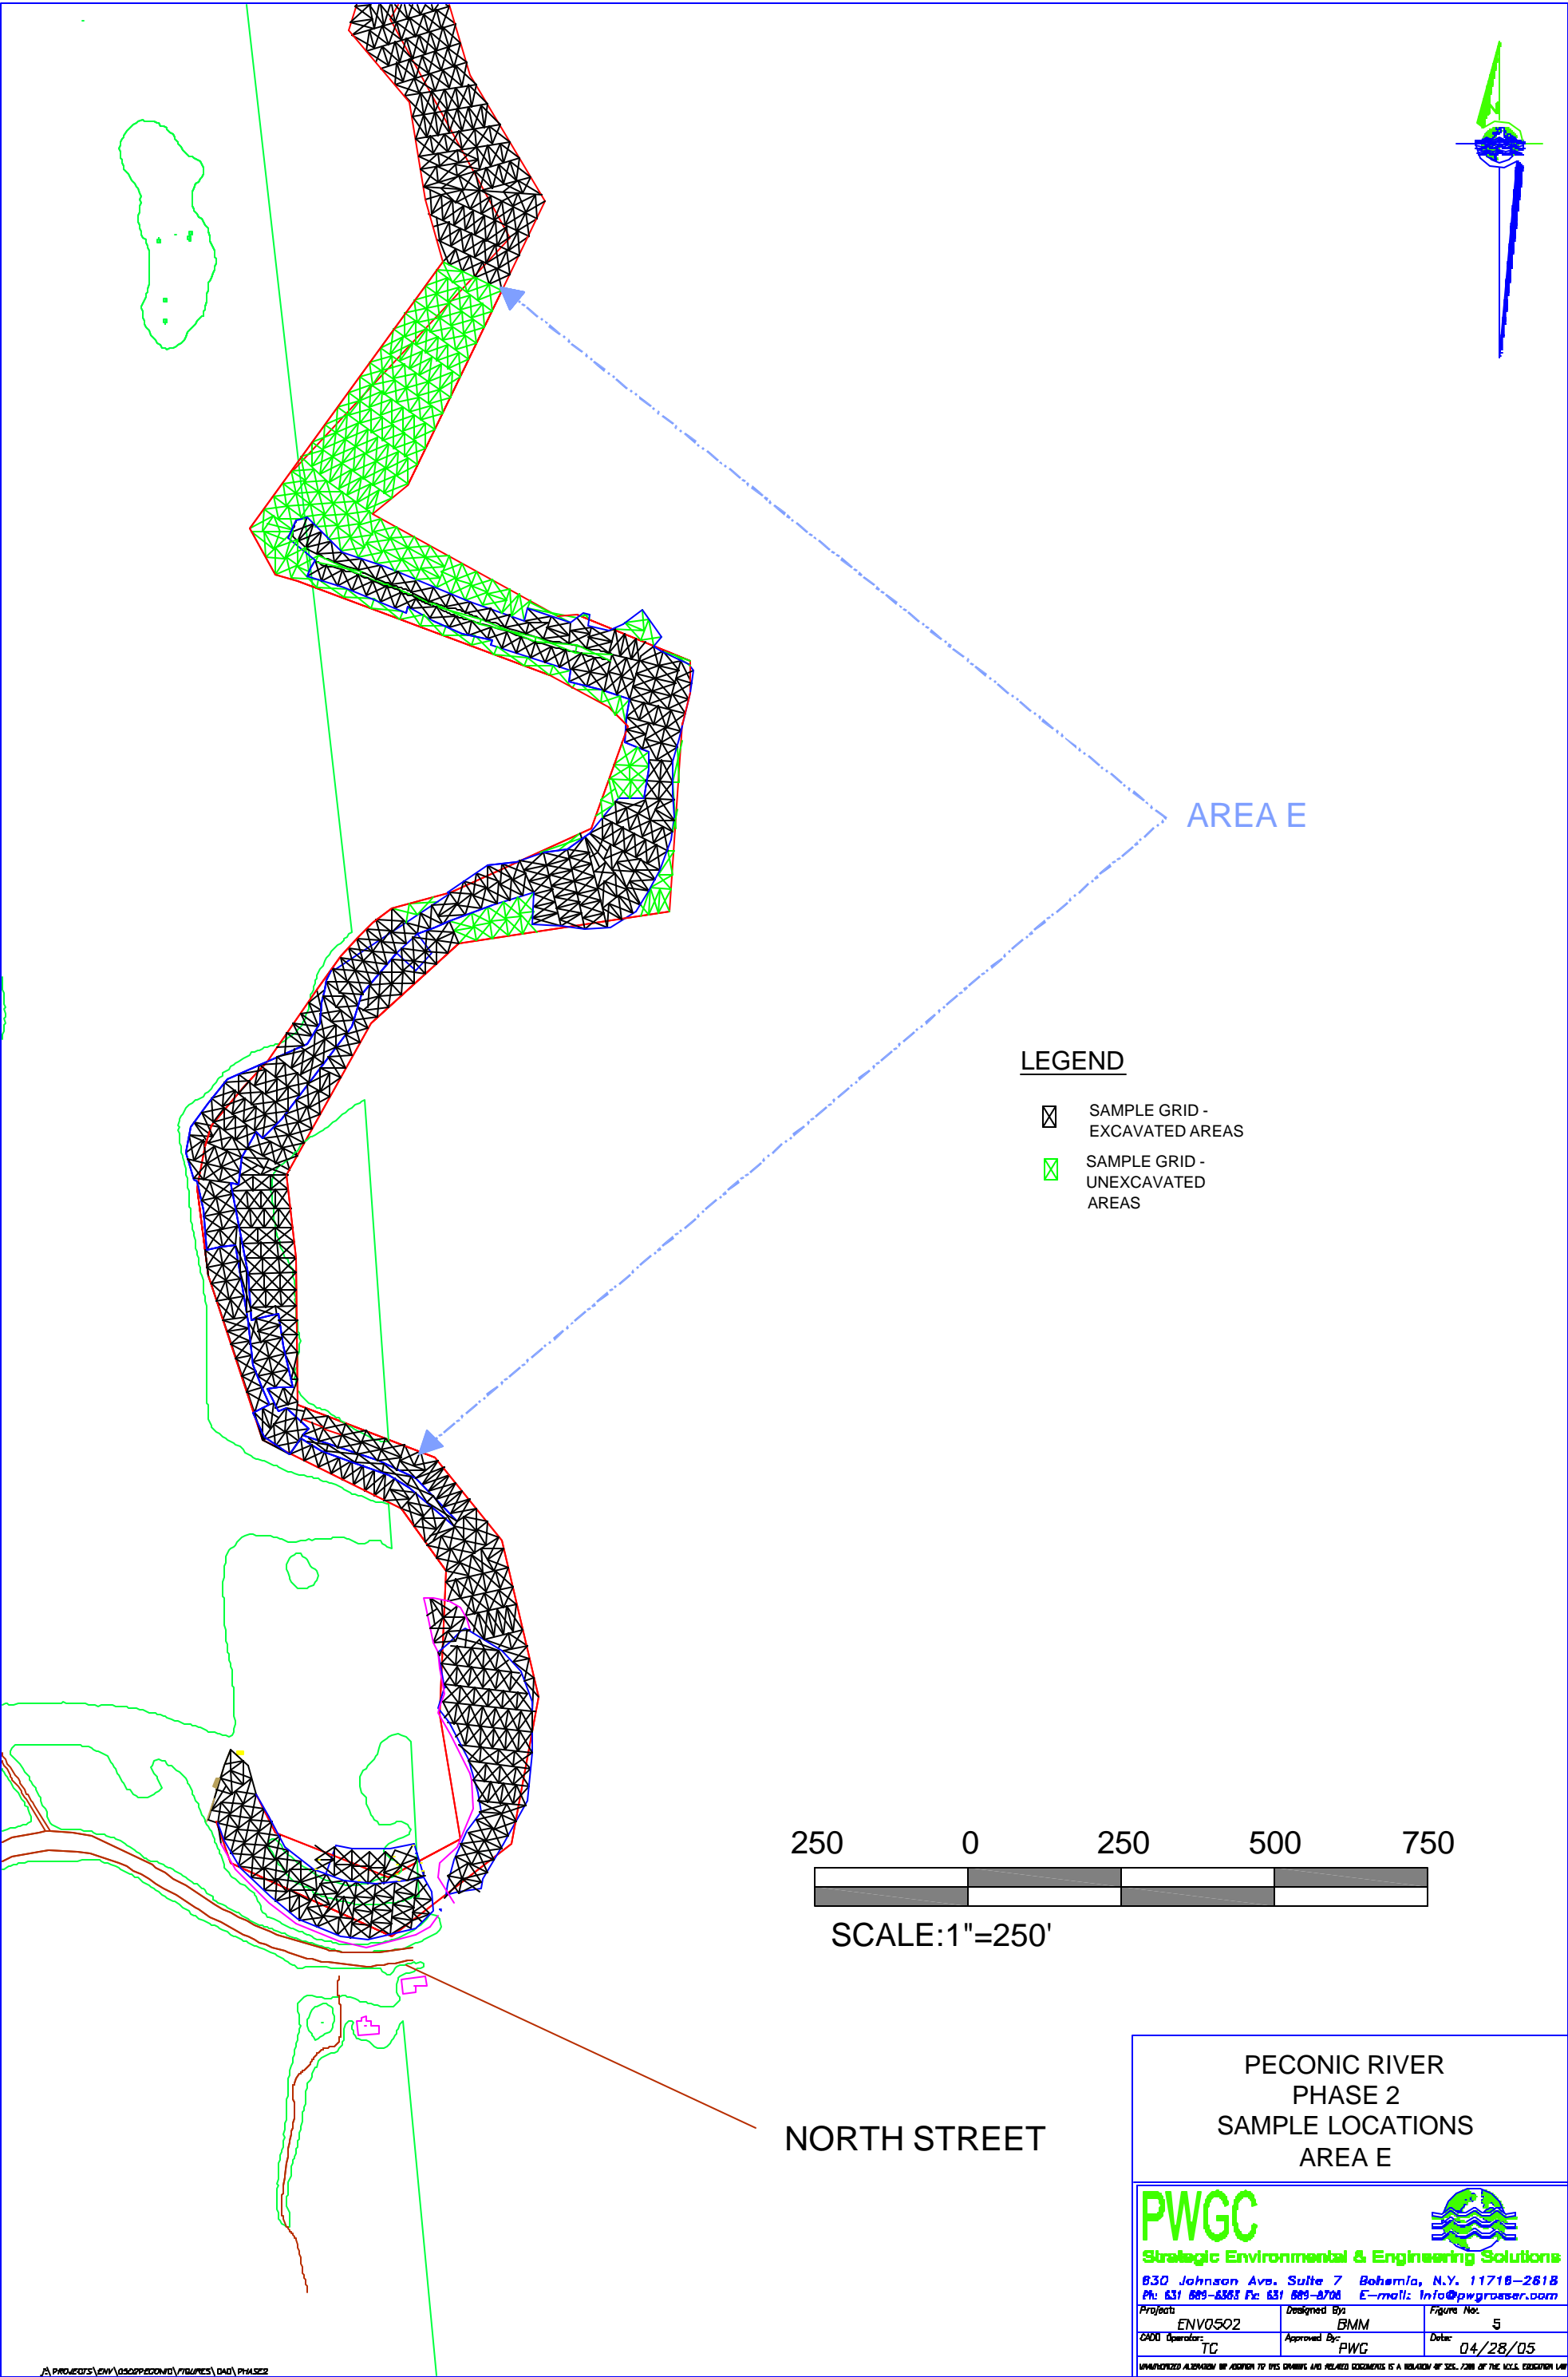 AREA E
LEGEND
SAMPLE GRID -
EXCAVATED AREAS
SAMPLE GRID -
UNEXCAVATED
AREAS
250 0 250 500 750
SCALE:1"=250'
NORTH STREET
PECONIC RIVER
PHASE 2
SAMPLE LOCATIONS
AREA E
PWGC
Strategic Environmental & Engineering Solutions
630 Johnson Ave. Suite 7 Bohemia, N.Y. 11716-2618
E-mail: info@pwgrosser.com
Project: Designed By: Figure No.
ENV0502 BMM 5
CADD Operator: Approved By: Date:
TC PWG 04/28/05